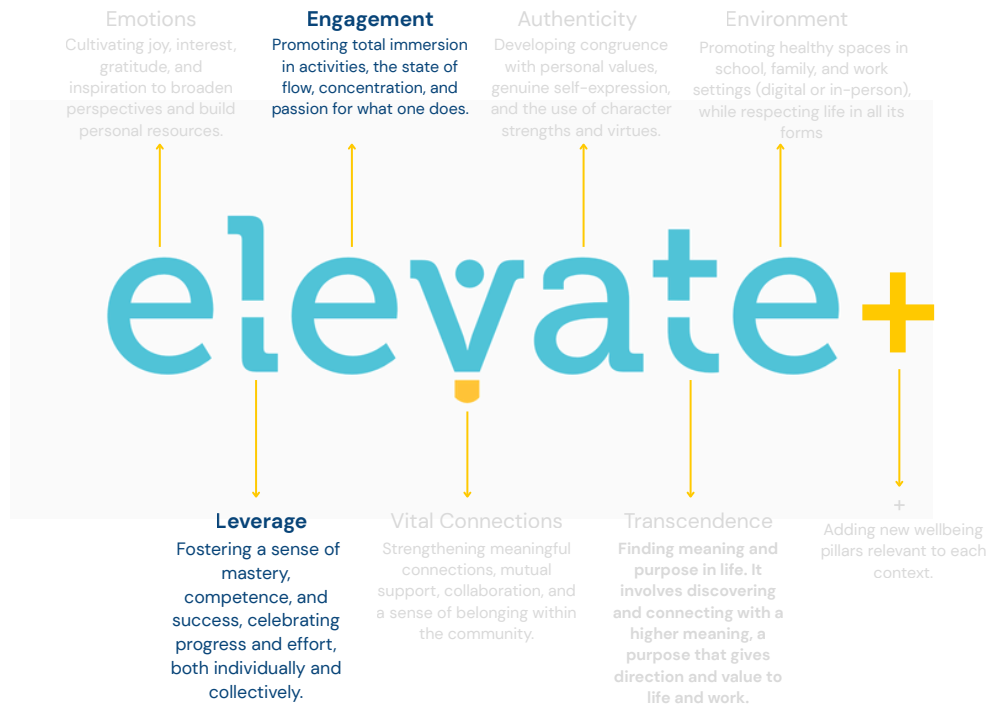 Emotions
Cultivating joy, interest,
gratitude, and
inspiration to broaden
perspectives and build
personal resources.
Engagement
Promoting total immersion
in activities, the state of
flow, concentration, and
passion for what one does.
Authenticity
Developing congruence
with personal values,
genuine self-expression,
and the use of character
strengths and virtues.
Environment
Promoting healthy spaces in
school, family, and work
settings (digital or in-person),
while respecting life in all its
forms
elevate+
Leverage
Fostering a sense of
mastery,
competence, and
success, celebrating
progress and effort,
both individually and
collectively.
Vital Connections
Strengthening meaningful
connections, mutual
support, collaboration, and
a sense of belonging within
the community.
Transcendence
Finding meaning and
purpose in life. It
involves discovering
and connecting with a
higher meaning, a
purpose that gives
direction and value to
life and work.
+
Adding new wellbeing
pillars relevant to each
context.